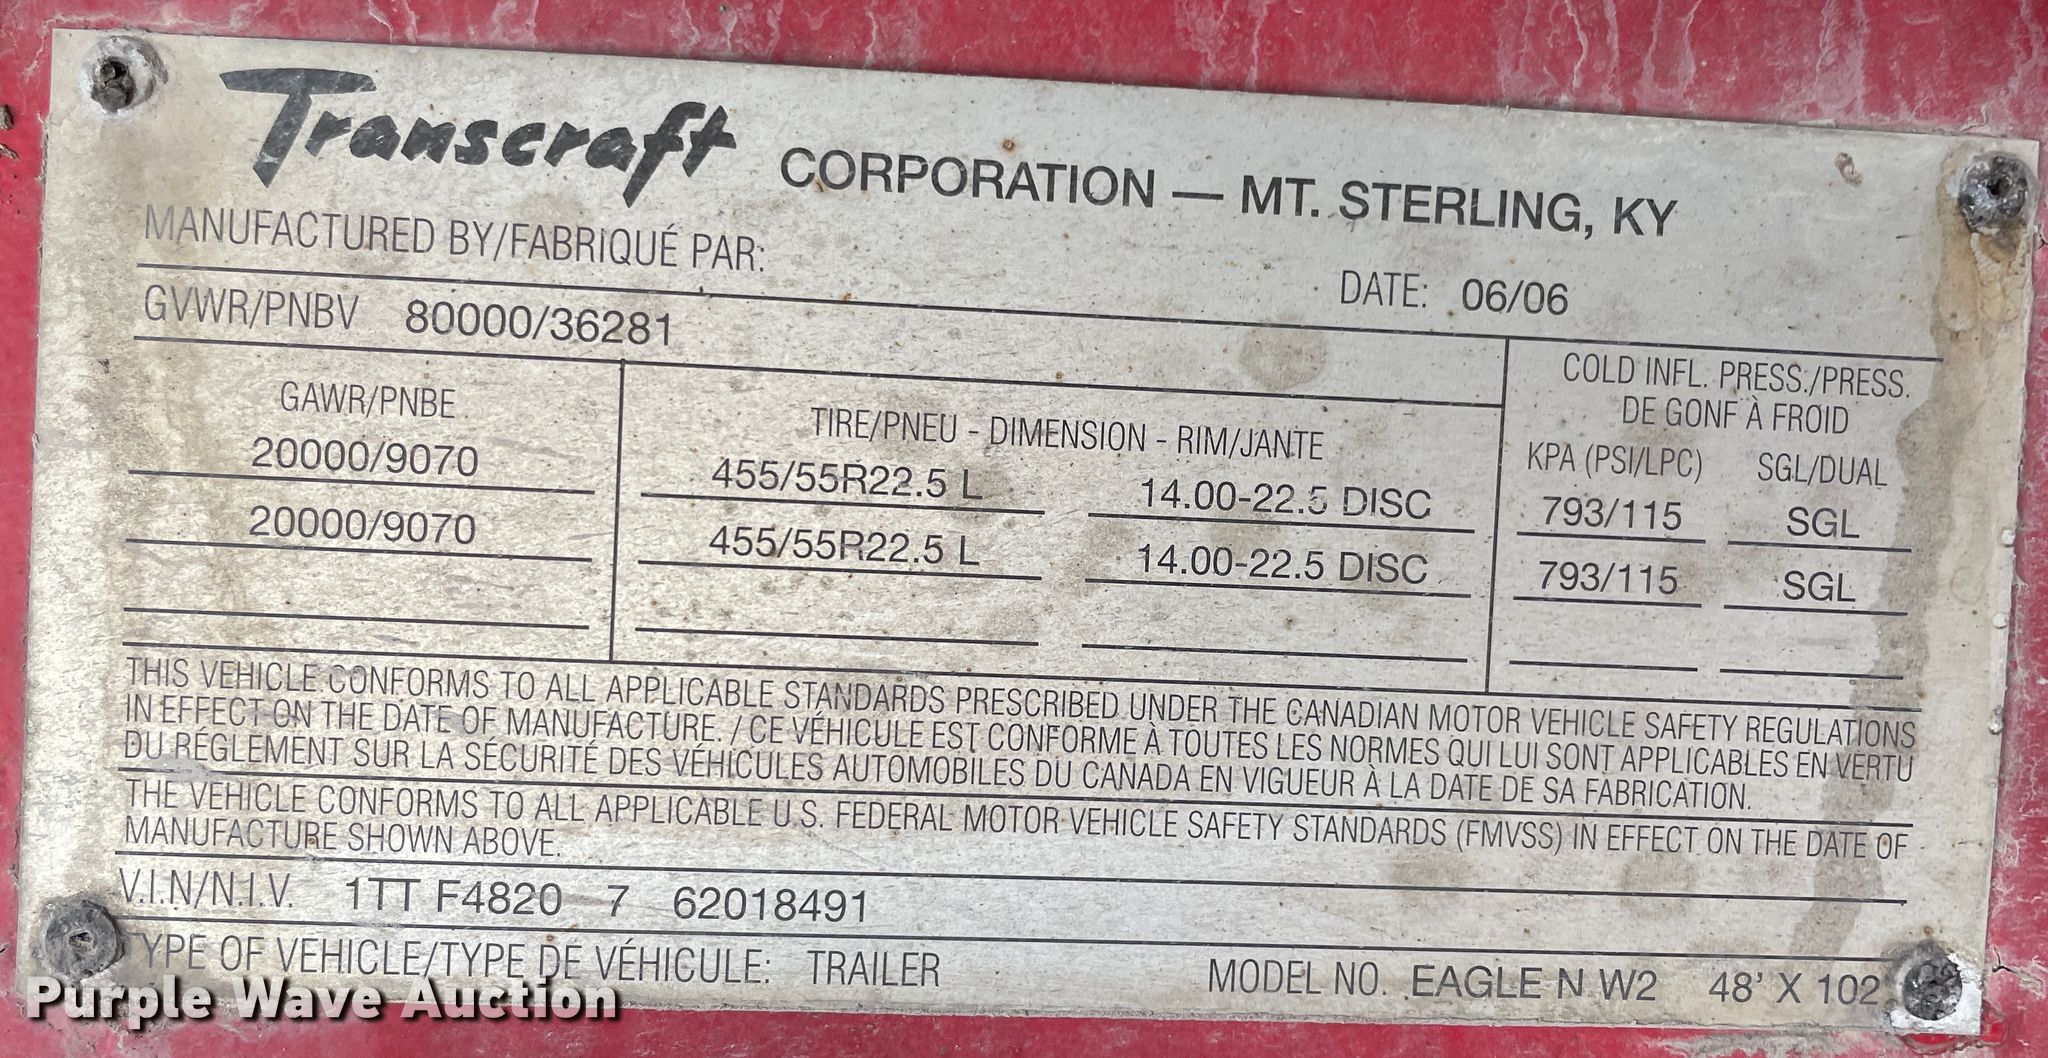 Transcraft CORPORATION — MT. STERLING, KY
MANUFACTURED BY/FABRIQUÉ PAR:
DATE: 06/06
GVWR/PNBV 80000/36281
GAWR/PNBE
TIRE/PNEU - DIMENSION - RIM/JANTE
COLD INFL. PRESS./PRESS.
DE GONF À FROID
KPA (PSI/LPC) SGL/DUAL
20000/9070 455/55R22.5 L 14.00-22.5 DISC 793/115 SGL
20000/9070 455/55R22.5 L 14.00-22.5 DISC 793/115 SGL
THIS VEHICLE CONFORMS TO ALL APPLICABLE STANDARDS PRESCRIBED UNDER THE CANADIAN MOTOR VEHICLE SAFETY REGULATIONS
IN EFFECT ON THE DATE OF MANUFACTURE. / CE VÉHICULE EST CONFORME À TOUTES LES NORMES QUI LUI SONT APPLICABLES EN VERTU
DU RÉGLEMENT SUR LA SÉCURITÉ DES VÉHICULES AUTOMOBILES DU CANADA EN VIGUEUR À LA DATE DE SA FABRICATION.
THE VEHICLE CONFORMS TO ALL APPLICABLE U.S. FEDERAL MOTOR VEHICLE SAFETY STANDARDS (FMVSS) IN EFFECT ON THE DATE OF
MANUFACTURE SHOWN ABOVE.
V.I.N/N.I.V. 1TT F4820 7 62018491
TYPE OF VEHICLE/TYPE DE VÉHICULE: TRAILER MODEL NO. EAGLE N W2 48' X 102
Purple Wave Auction